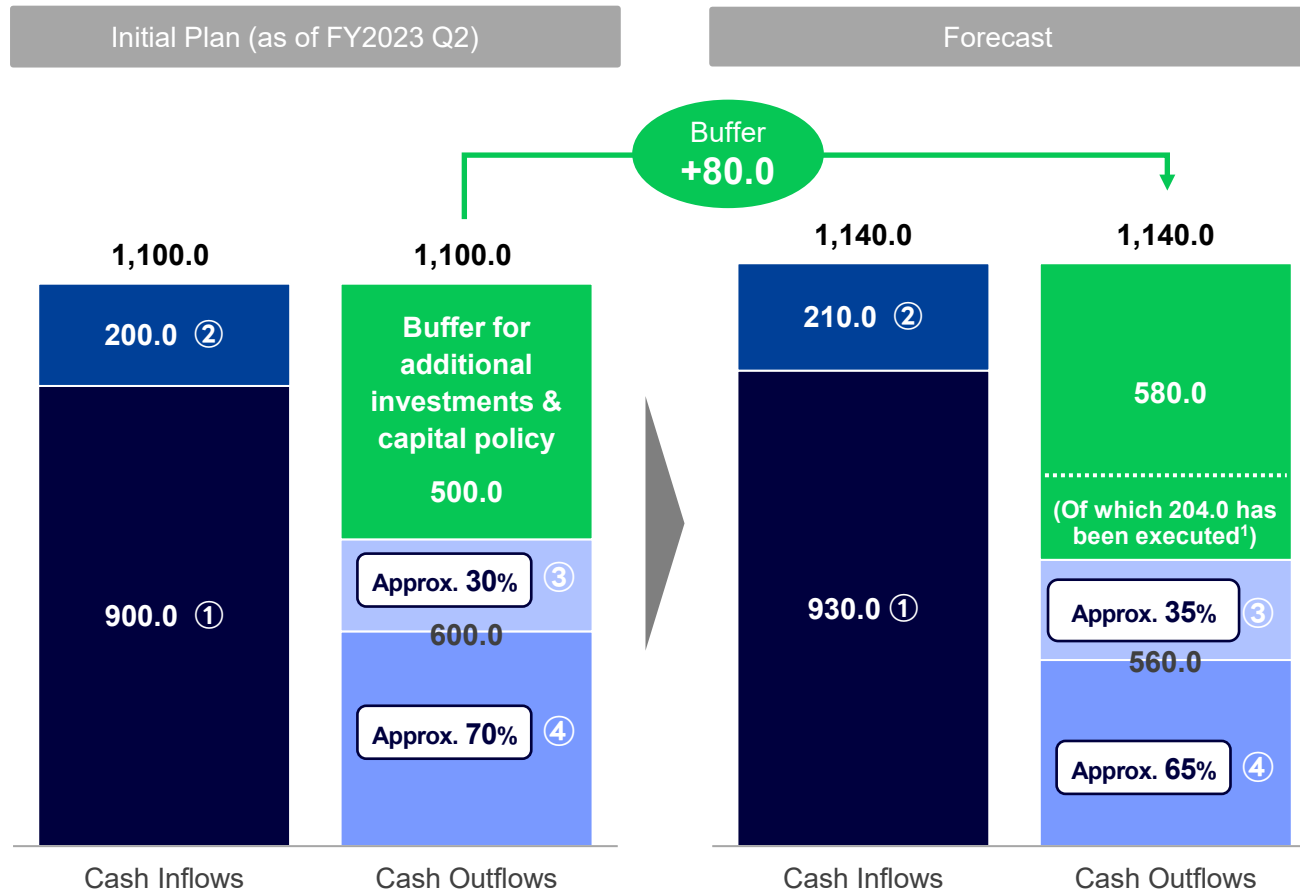 Initial Plan (as of FY2023 Q2)
Forecast
Buffer
+80.0
1,100.0
1,100.0
200.0 ②
900.0 ①
Buffer for
additional
investments &
capital policy
500.0
Approx. 30% ③
600.0
Approx. 70% ④
Cash Inflows
Cash Outflows
1,140.0
1,140.0
210.0 ②
930.0 ①
580.0
(Of which 204.0 has
been executed¹)
Approx. 35% ③
560.0
Approx. 65% ④
Cash Inflows
Cash Outflows